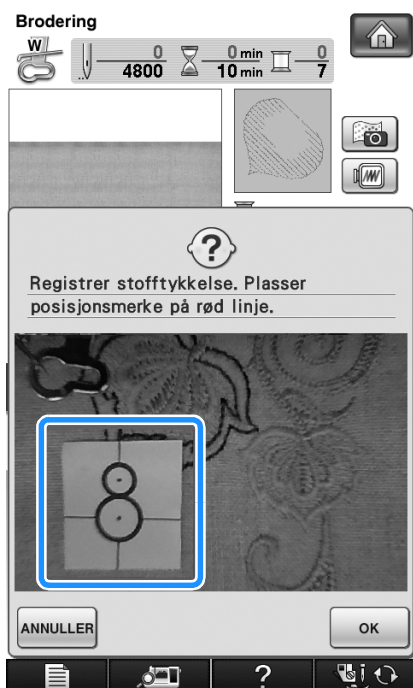 Brodering
W
0
4800
0 min
10 min
0
7
Registrer stofftykkelse. Plasser
posisjonsmerke på rød linje.
ANNULLER
OK
?